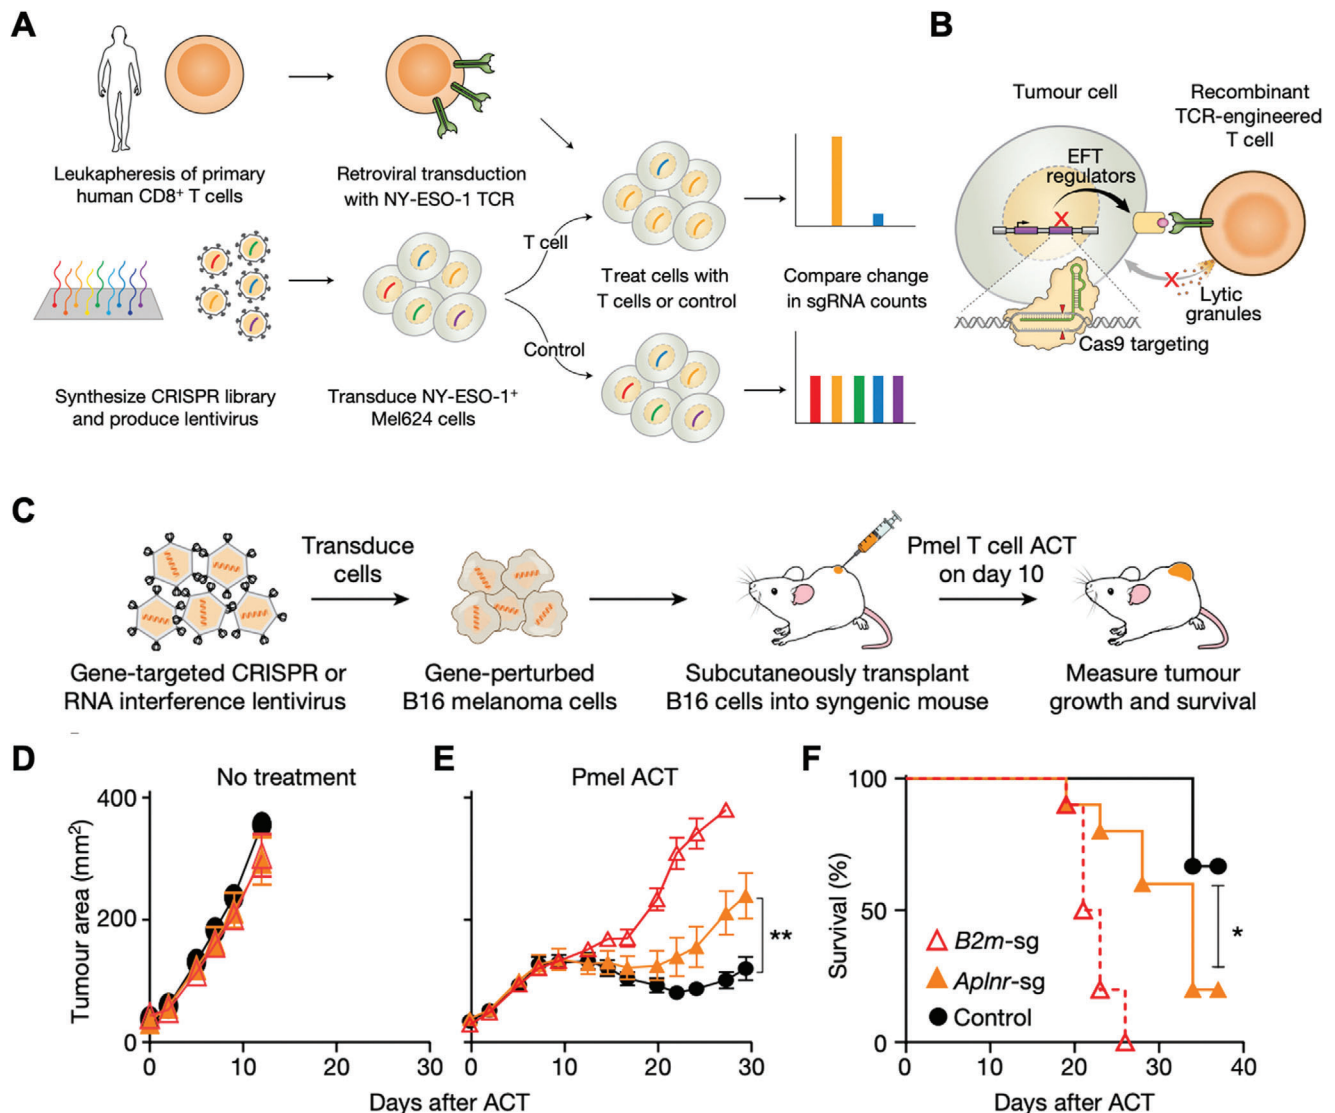 A
Leukapheresis of primary
human CD8⁺ T cells
Retroviral transduction
with NY-ESO-1 TCR
T cell
Control
Synthesize CRISPR library
and produce lentivirus
Transduce NY-ESO-1⁺
Mel624 cells
Treat cells with
T cells or control
Compare change
in sgRNA counts
B
Tumour cell
Recombinant
TCR-engineered
T cell
EFT
regulators
X
X
Lytic
granules
Cas9 targeting
C
Transduce
cells
Pmel T cell ACT
on day 10
Gene-targeted CRISPR or
RNA interference lentivirus
Gene-perturbed
B16 melanoma cells
Subcutaneously transplant
B16 cells into syngenic mouse
Measure tumour
growth and survival
D
No treatment
Tumour area (mm²)
400
200
0
0
10
20
30
E
Pmel ACT
**
0
10
20
30
Days after ACT
F
Survival (%)
100
50
0
B2m-sg
Aplnr-sg
Control
*
0
10
20
30
40
Days after ACT